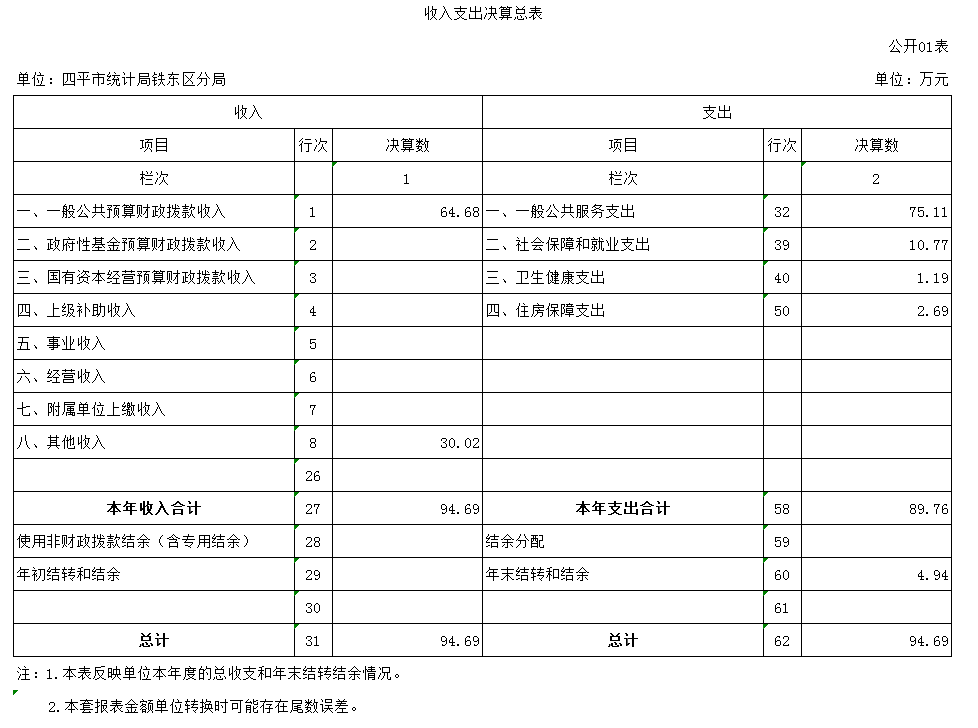 收入支出决算总表
公开01表
单位：四平市统计局铁东区分局 单位：万元
收入 支出
项目 行次 决算数 项目 行次 决算数
栏次 1 栏次 2
一、一般公共预算财政拨款收入 1 64.68 一、一般公共服务支出 32 75.11
二、政府性基金预算财政拨款收入 2 二、社会保障和就业支出 39 10.77
三、国有资本经营预算财政拨款收入 3 三、卫生健康支出 40 1.19
四、上级补助收入 4 四、住房保障支出 50 2.69
五、事业收入 5
六、经营收入 6
七、附属单位上缴收入 7
八、其他收入 8 30.02
26
本年收入合计 27 94.69 本年支出合计 58 89.76
使用非财政拨款结余（含专用结余） 28 结余分配 59
年初结转和结余 29 年末结转和结余 60 4.94
30 61
总计 31 94.69 总计 62 94.69
注：1.本表反映单位本年度的总收支和年末结转结余情况。
2.本套报表金额单位转换时可能存在尾数误差。